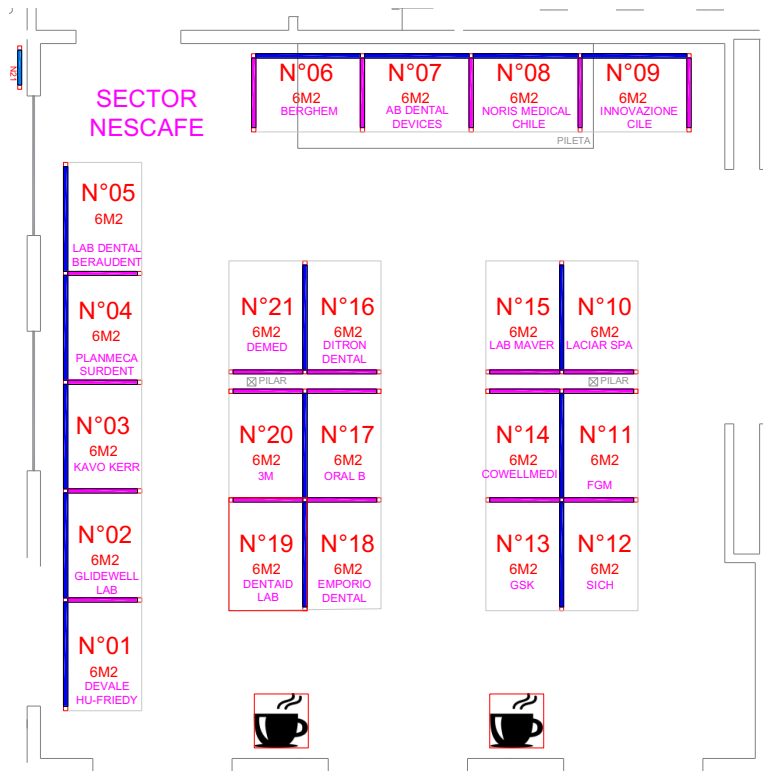 N21
SECTOR
NESCAFE
N°06
6M2
BERGHEM
N°07
6M2
AB DENTAL
DEVICES
N°08
6M2
NORIS MEDICAL
CHILE
N°09
6M2
INNOVAZIONE
CILE
PILETA
N°05
6M2
LAB DENTAL
BERAUDENT
N°04
6M2
PLANMECA
SURDENT
N°03
6M2
KAVO KERR
N°02
6M2
GLIDEWELL
LAB
N°01
6M2
DEVALE
HU-FRIEDY
N°21
6M2
DEMED
N°16
6M2
DITRON
DENTAL
PILAR
N°20
6M2
3M
N°17
6M2
ORAL B
N°19
6M2
DENTAID
LAB
N°18
6M2
EMPORIO
DENTAL
N°15
6M2
LAB MAVER
N°10
6M2
LACIAR SPA
PILAR
N°14
6M2
COWELLMEDI
N°11
6M2
FGM
N°13
6M2
GSK
N°12
6M2
SICH